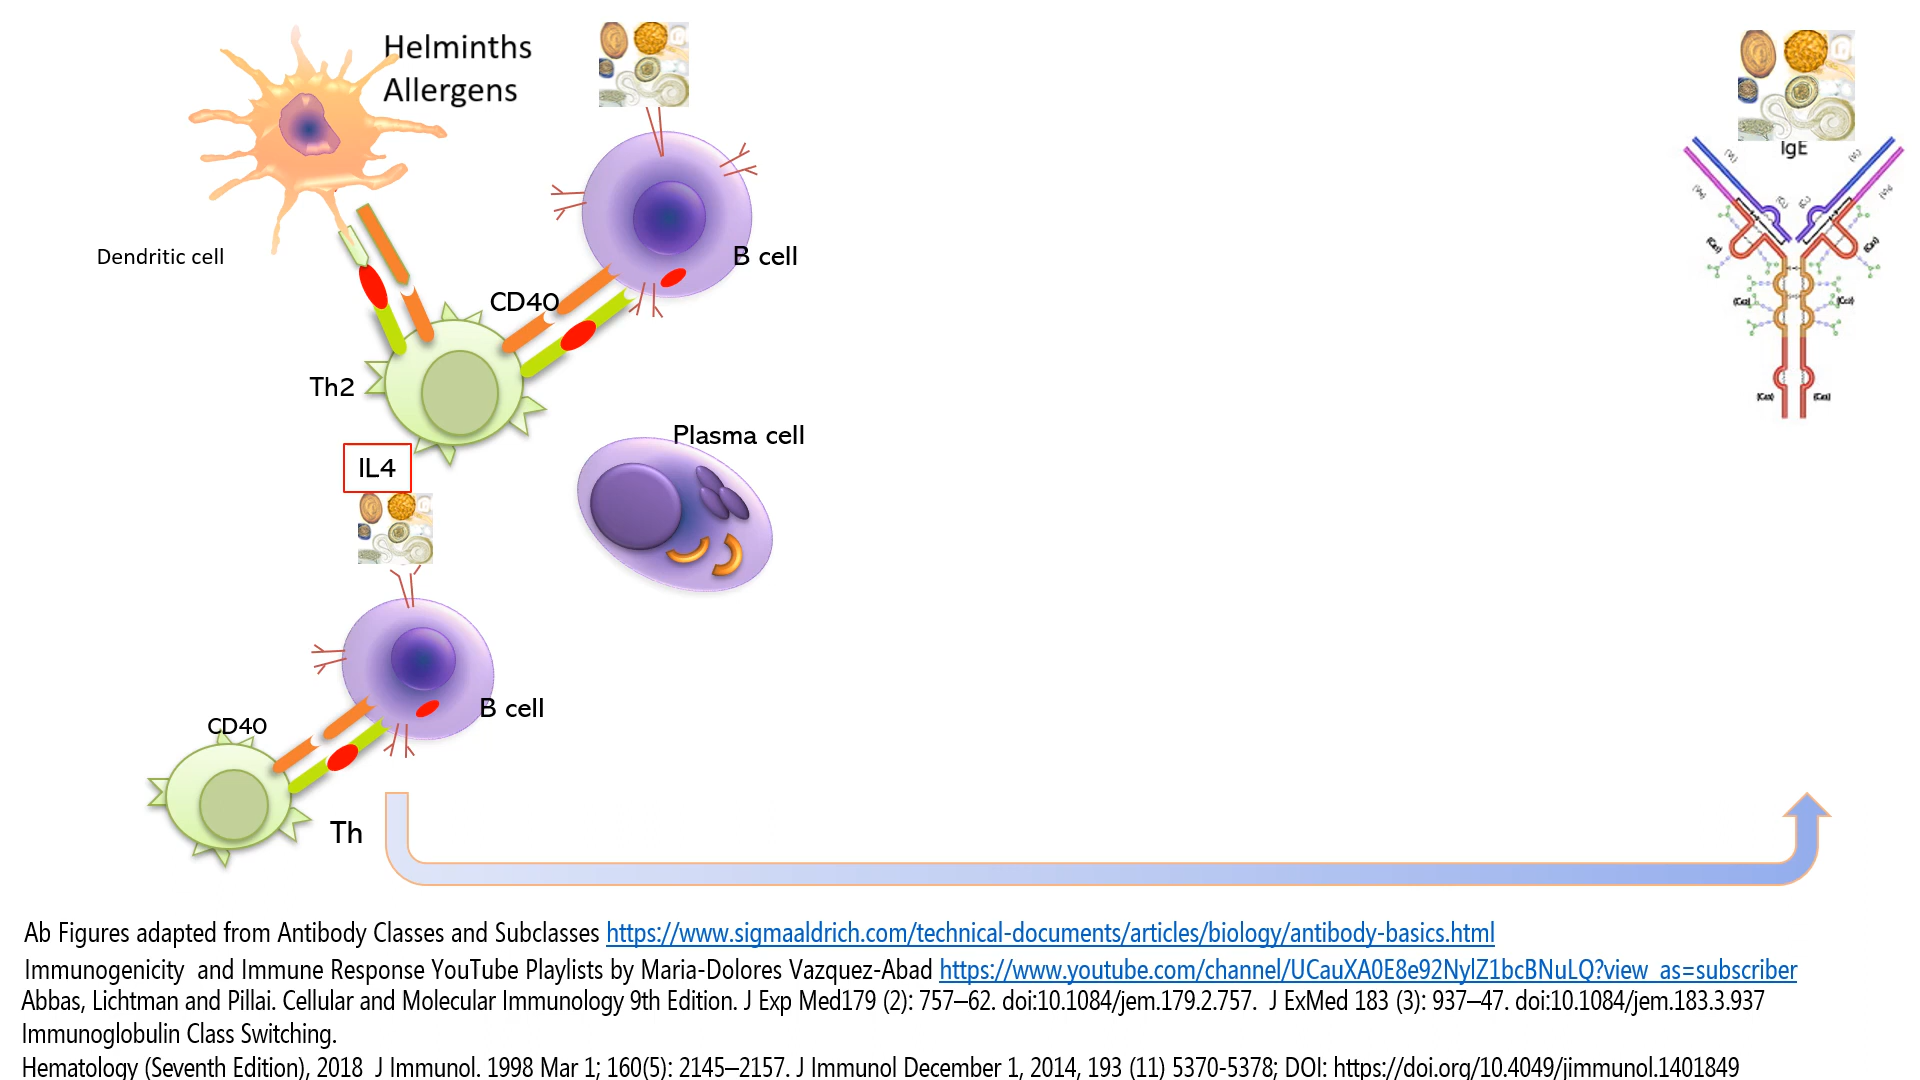 Helminths
Allergens
IgE
Dendritic cell
B cell
CD40
Th2
Plasma cell
IL4
B cell
CD40
Th
Ab Figures adapted from Antibody Classes and Subclasses https://www.sigmaaldrich.com/technical-documents/articles/biology/antibody-basics.html
Immunogenicity and Immune Response YouTube Playlists by Maria-Dolores Vazquez-Abad https://www.youtube.com/channel/UCauXA0E8e92NylZ1bcBNuLQ?view_as=subscriber
Abbas, Lichtman and Pillai. Cellular and Molecular Immunology 9th Edition. J Exp Med179 (2): 757–62. doi:10.1084/jem.179.2.757. J ExMed 183 (3): 937–47. doi:10.1084/jem.183.3.937
Immunoglobulin Class Switching.
Hematology (Seventh Edition), 2018 J Immunol. 1998 Mar 1; 160(5): 2145–2157. J Immunol December 1, 2014, 193 (11) 5370-5378; DOI: https://doi.org/10.4049/jimmunol.1401849